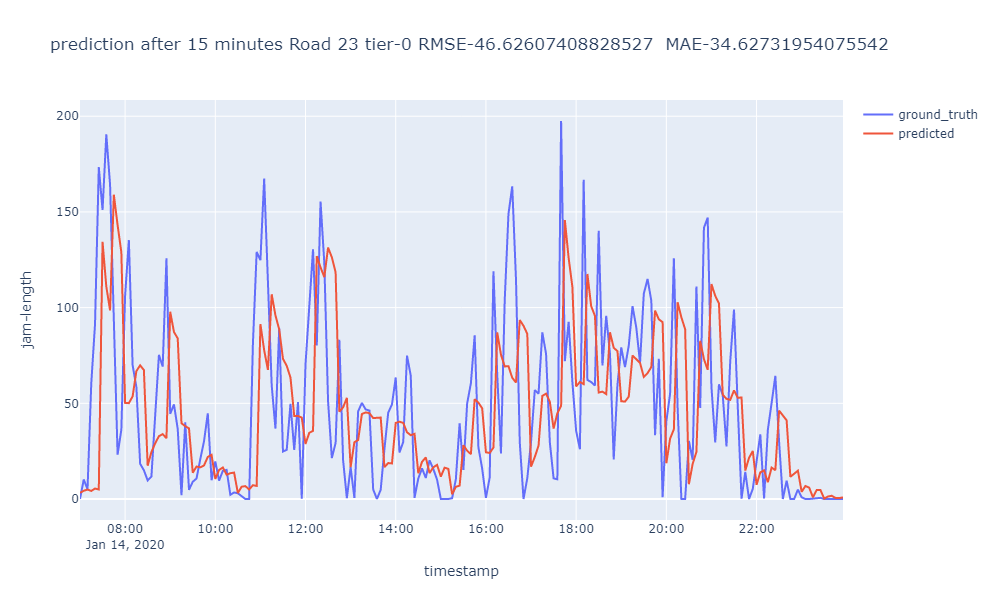 prediction after 15 minutes Road 23 tier-0 RMSE-46.62607408828527  MAE-34.62731954075542
ground_truth
predicted
200
150
100
50
0
jam-length
08:00 10:00 12:00 14:00 16:00 18:00 20:00 22:00
Jan 14, 2020
timestamp